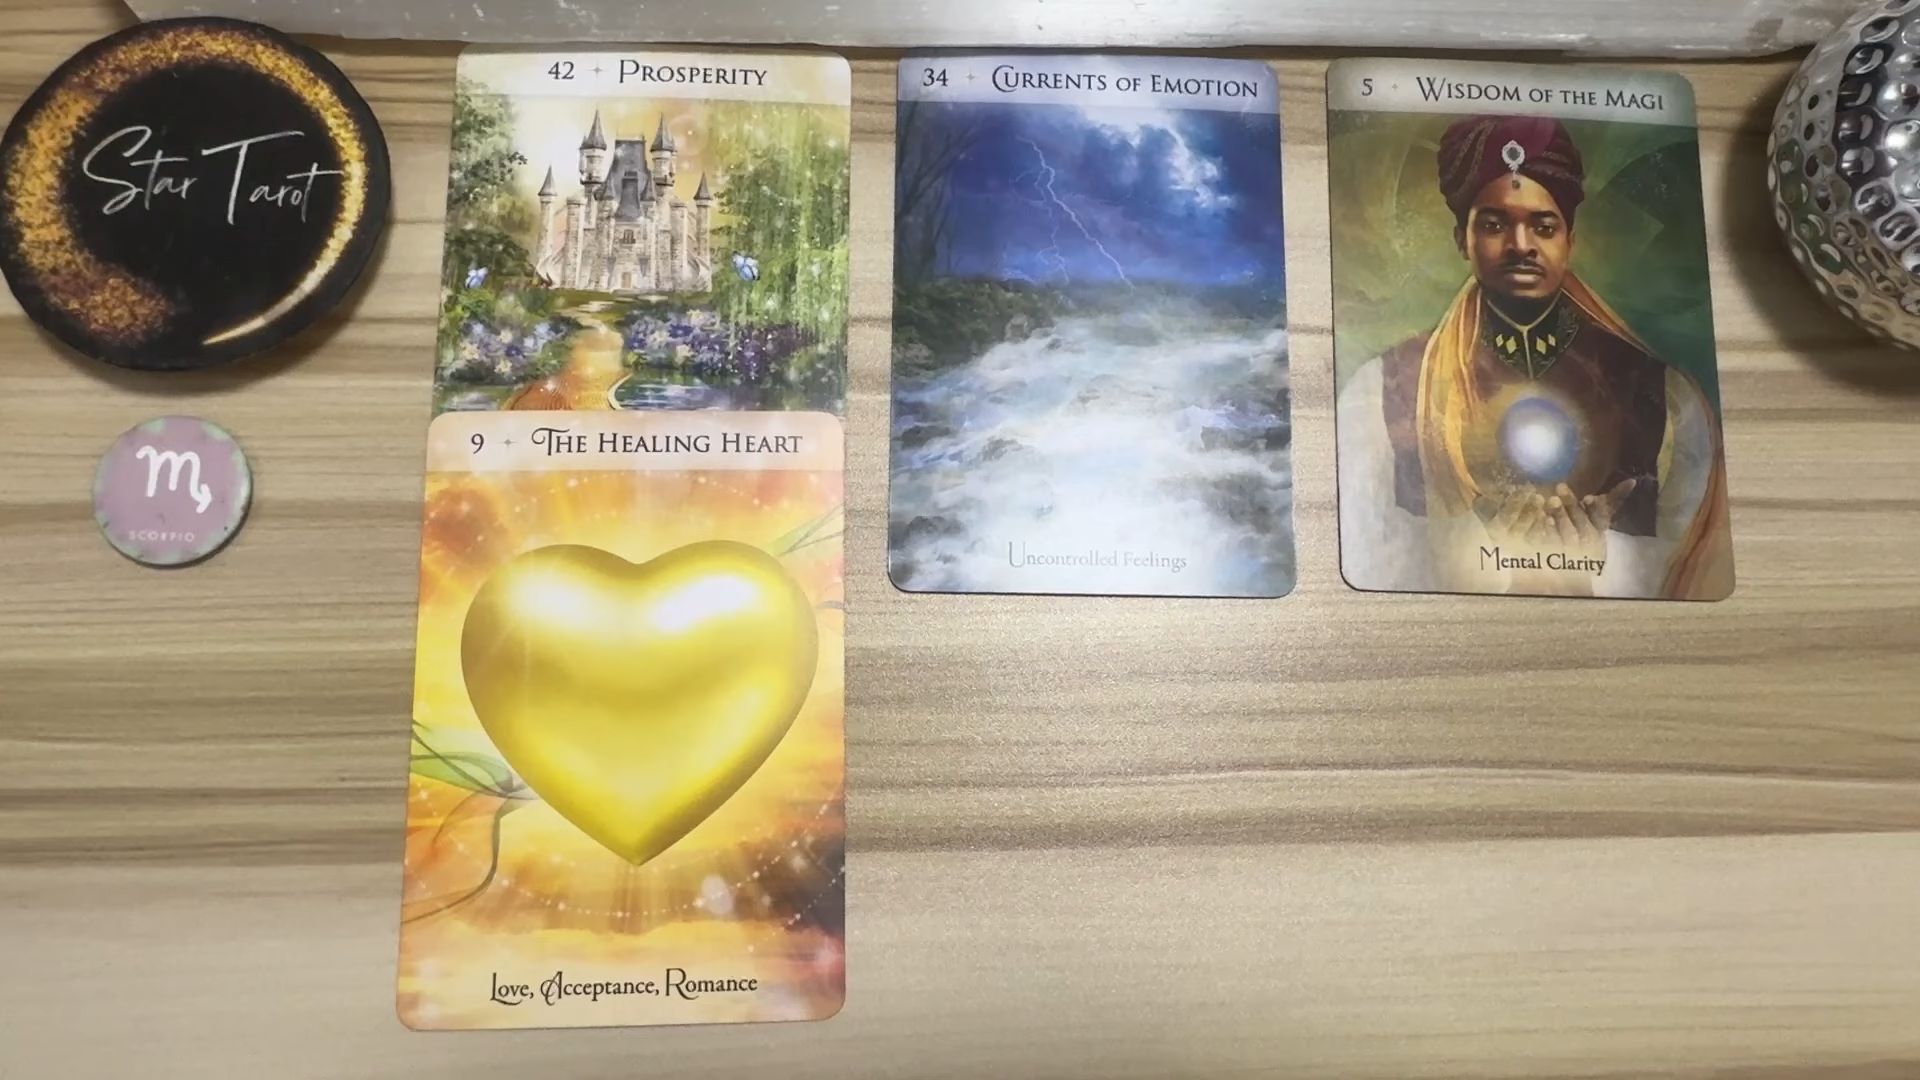 Star Tarot
SCORPIO
42 PROSPERITY
9 THE HEALING HEART
Love, Acceptance, Romance
34 CURRENTS OF EMOTION
Uncontrolled Feelings
5 WISDOM OF THE MAGI
Mental Clarity